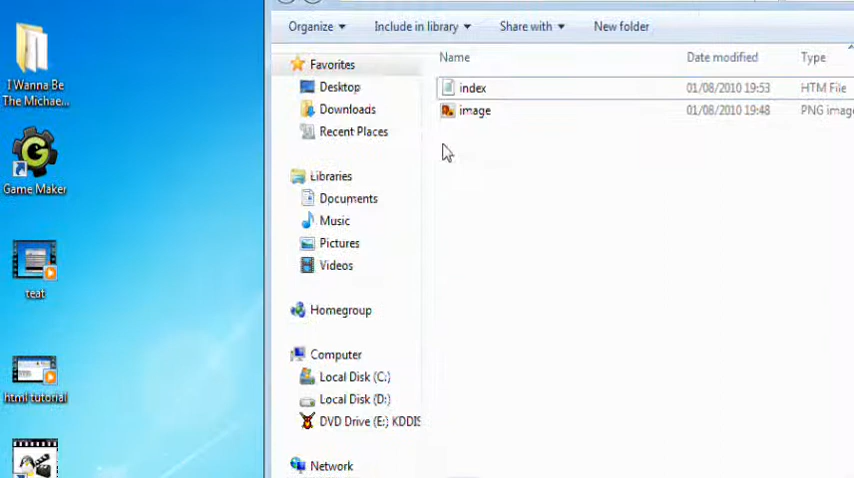 I Wanna Be
The Michae...
Game Maker
teat
html tutorial
Organize
Include in library
Share with
New folder
Favorites
Desktop
Downloads
Recent Places
Libraries
Documents
Music
Pictures
Videos
Homegroup
Computer
Local Disk (C:)
Local Disk (D:)
DVD Drive (E:) KDDIS
Network
Name Date modified Type
index 01/08/2010 19:53 HTM File
image 01/08/2010 19:48 PNG image